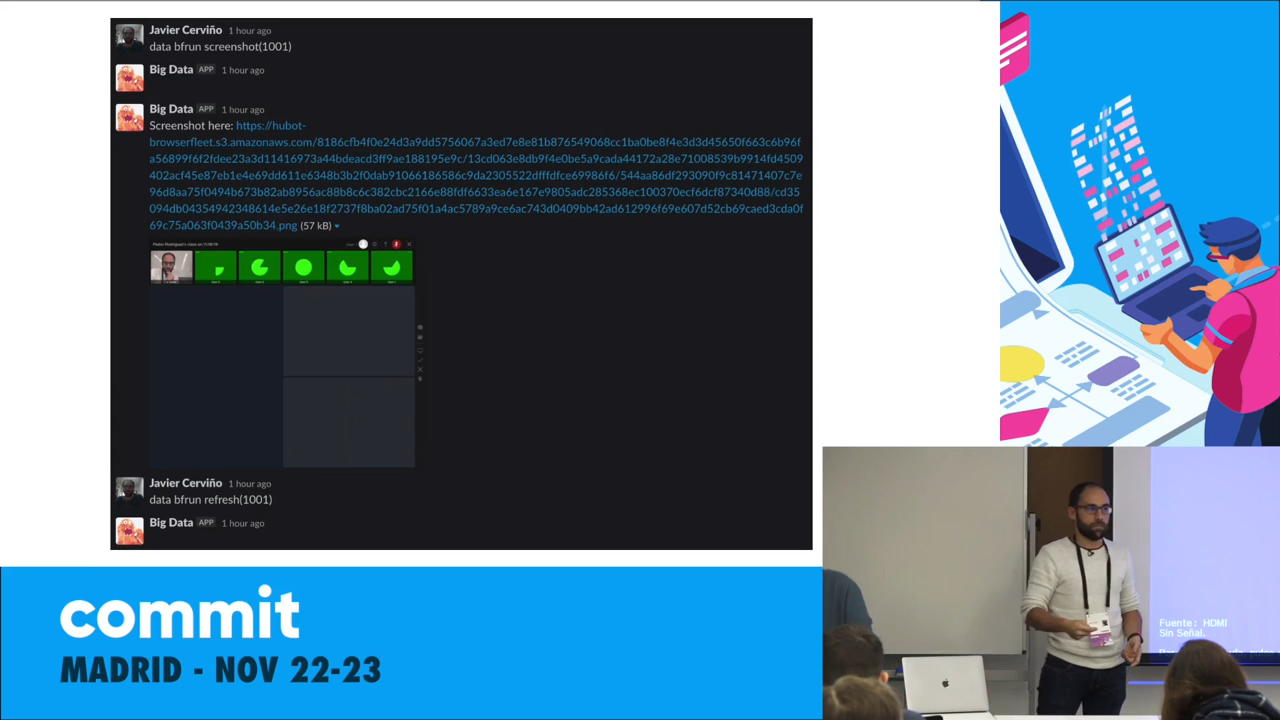 Javier Cerviño 1 hour ago
data bfrun screenshot(1001)
Big Data APP 1 hour ago
Big Data APP 1 hour ago
Screenshot here: https://hubot-
browserfleet.s3.amazonaws.com/8186cfb4f0e24d3a9dd5756067a3ed7e8e81b876549068cc1ba0be8f4e3d3d45650f663c6b96f
a56899f6f2fdee23a3d11416973a44bdeacd3ff9ae188195e9c/13cd063e8db9f4e0be5a9cada44172a28e71008539b9914fd4509
402acf45e87eb1e4e69dd611e6348b3b2f0dab91066186586c9da2305522dfffdfce69986f6/544aa86df293090f9c81471407c7e
96d8aa75f0494b673b82ab8956ac88b8c6c382cbc2166e88fdf6633ea6e167e9805adc285368ec100370ecf6dcf87340d88/cd35
094db04354942348614e5e26e18f2737f8ba02ad75f01a4ac5789a9ce6ac743d0409bb42ad612996f69e607d52cb69caed3cda0f
69c75a063f0439a50b34.png (57 kB)
Javier Cerviño 1 hour ago
data bfrun refresh(1001)
Big Data APP 1 hour ago
commit
MADRID - NOV 22-23
Fuente: HDMI
Sin Señal.